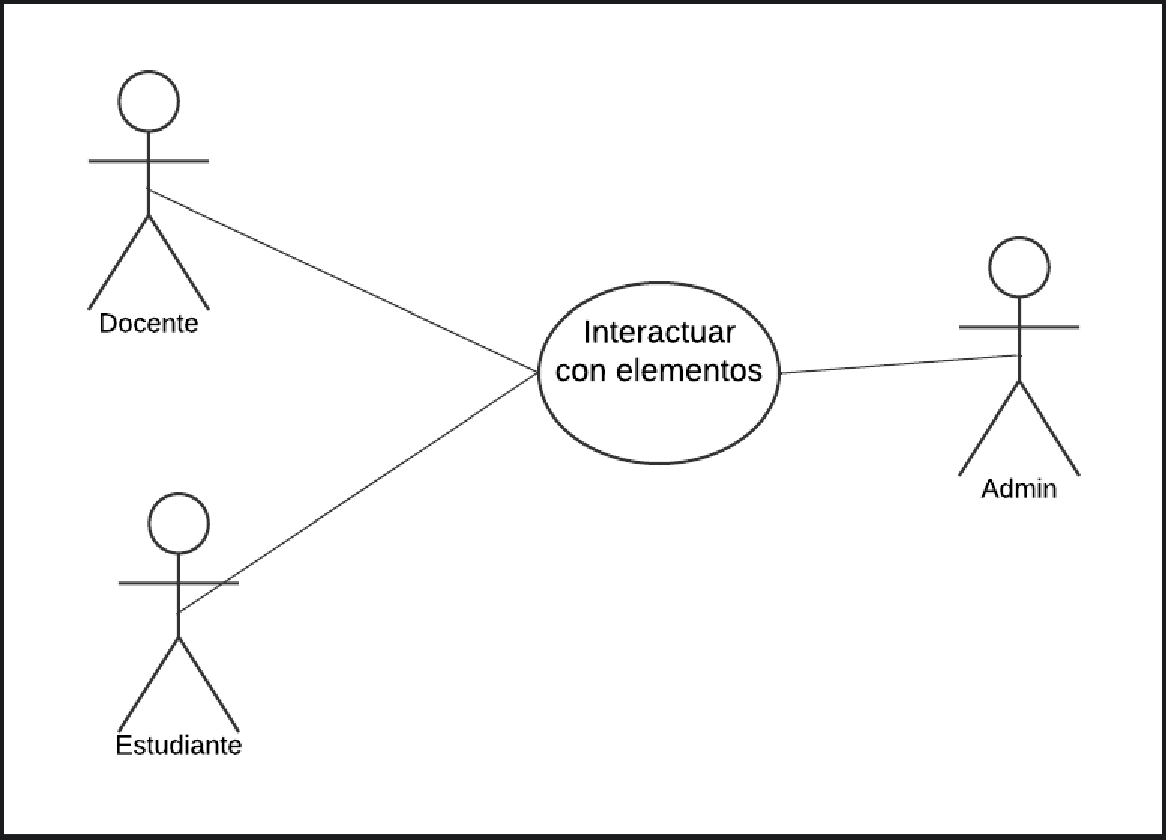 Docente
Interactuar
con elementos
Admin
Estudiante